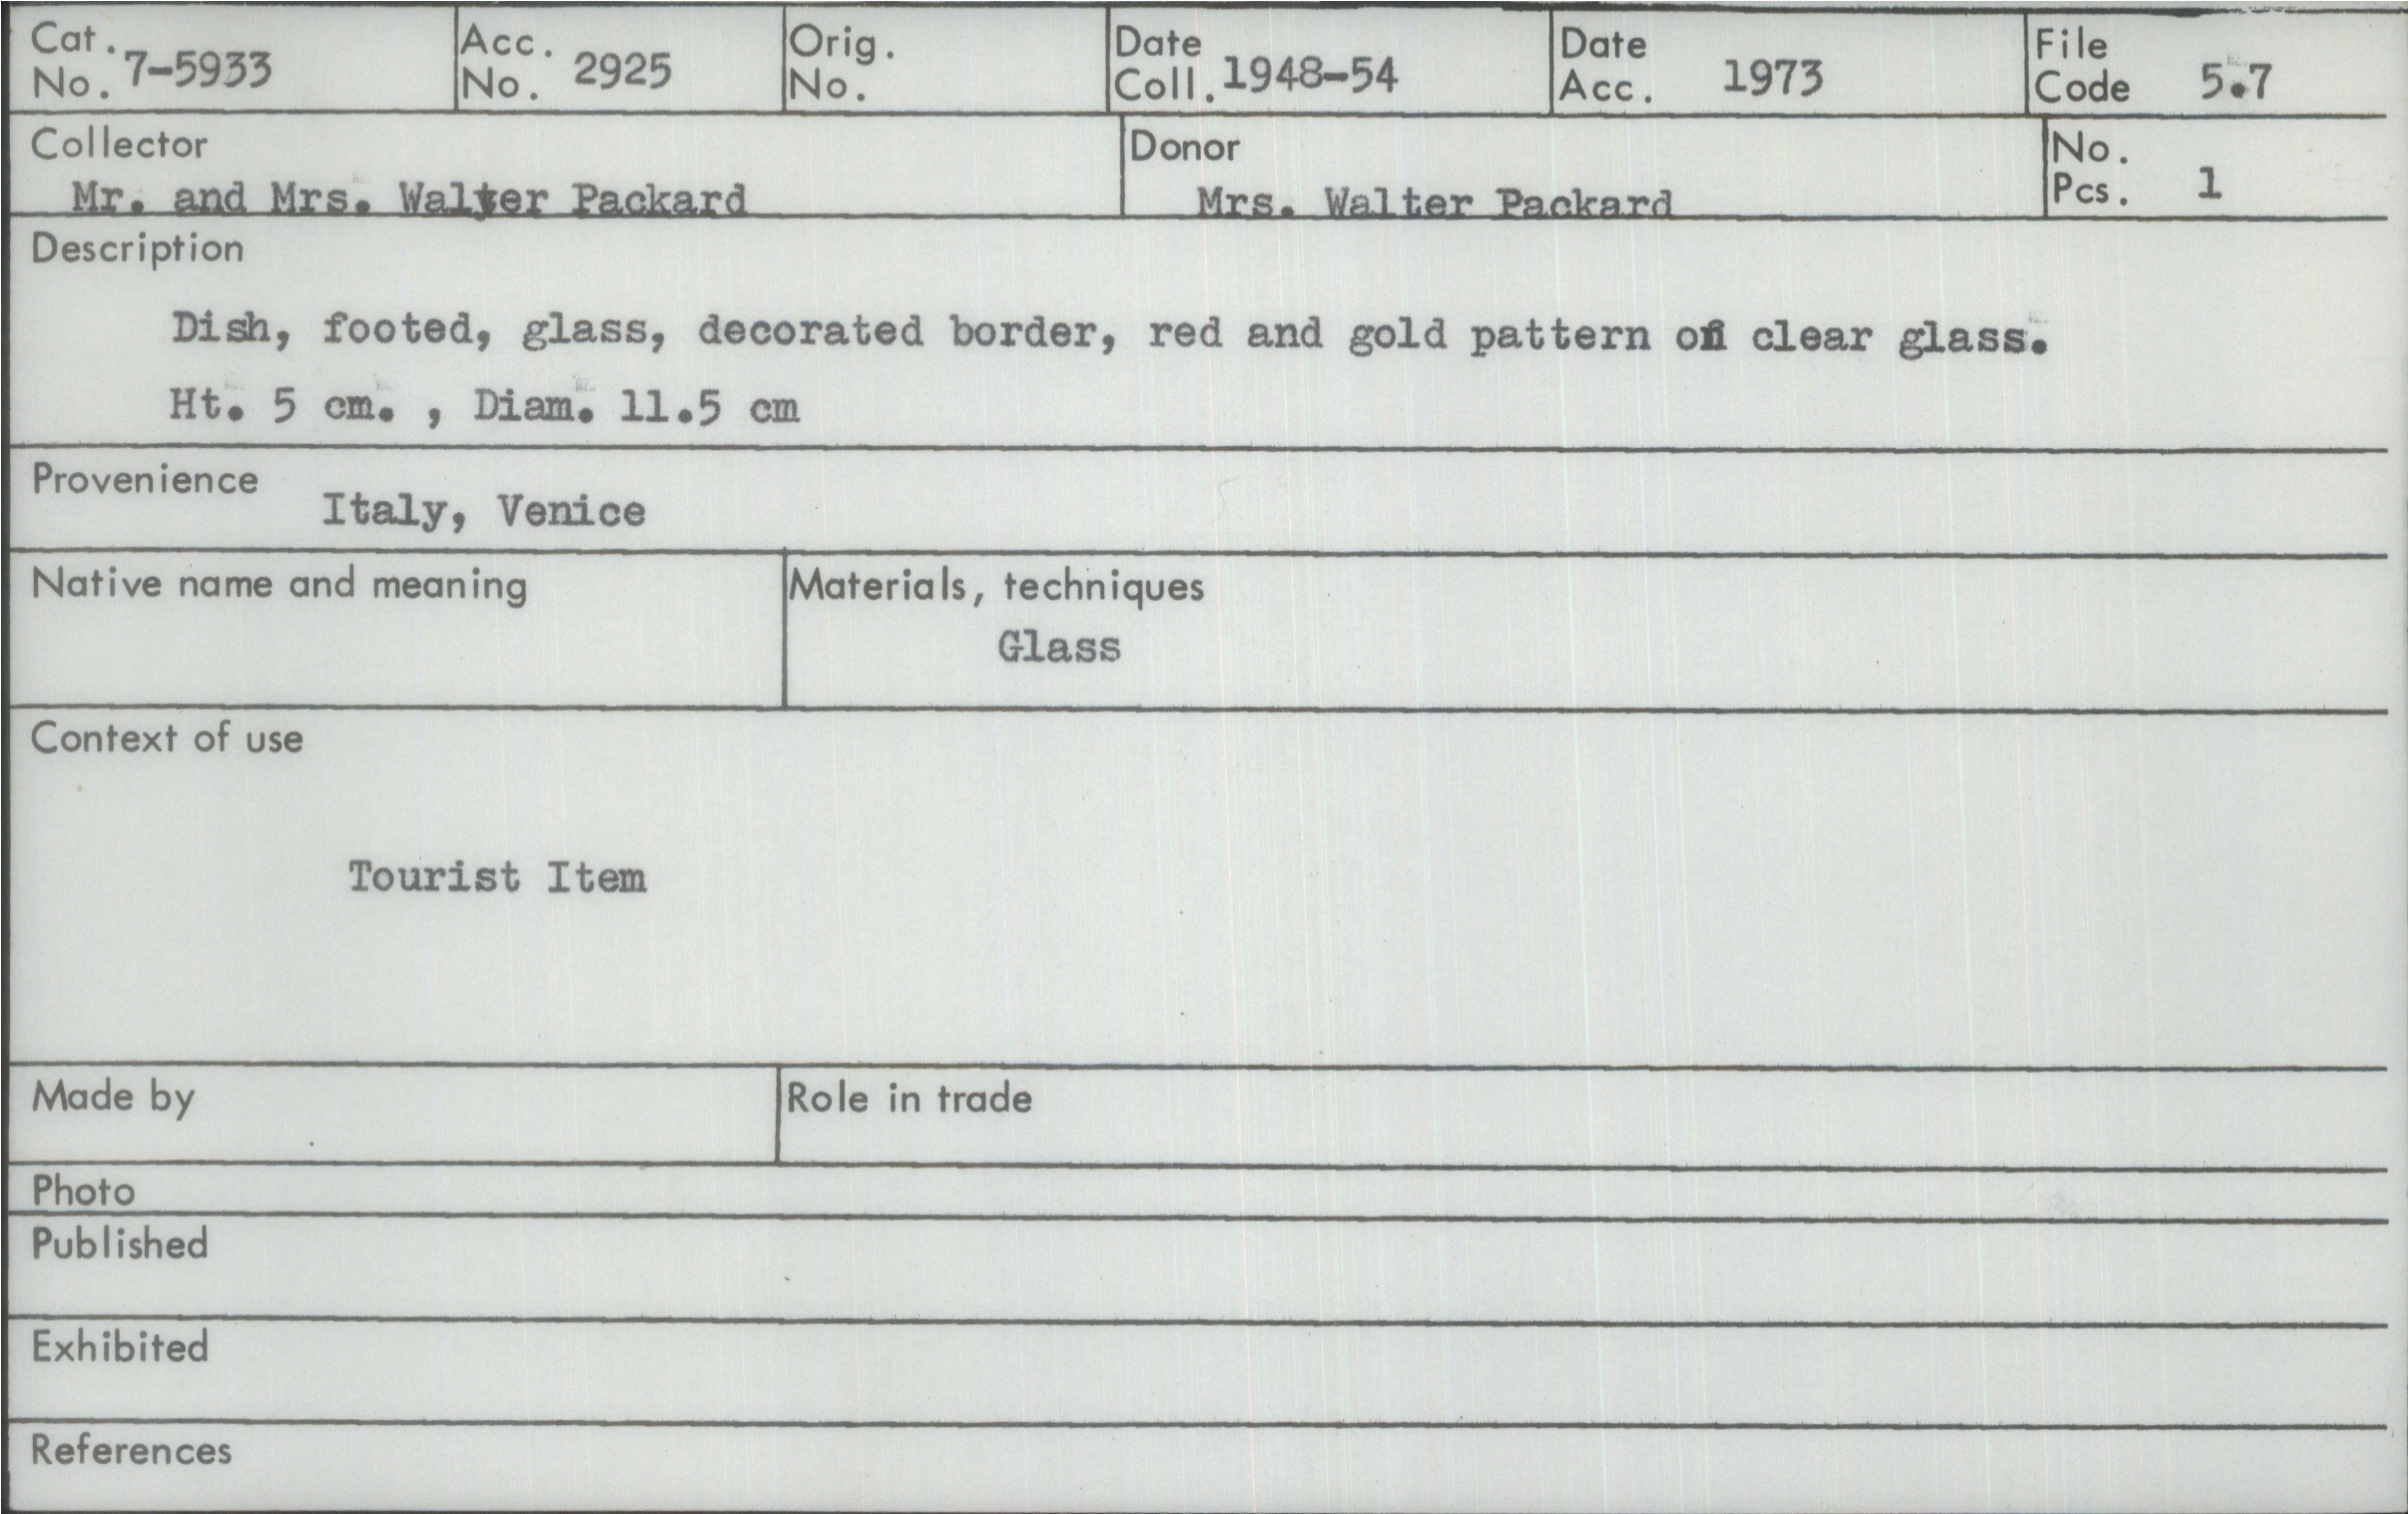 Cat. No. 7-5933 Acc. No. 2925 Orig. No. Date Coll. 1948-54 Date Acc. 1973 File Code 5.7
Collector Donor No. Pcs. 1
Mr. and Mrs. Walter Packard Mrs. Walter Packard
Description
Dish, footed, glass, decorated border, red and gold pattern on clear glass.
Ht. 5 cm. , Diam. 11.5 cm
Provenience Italy, Venice
Native name and meaning Materials, techniques
Glass
Context of use
Tourist Item
Made by Role in trade
Photo
Published
Exhibited
References